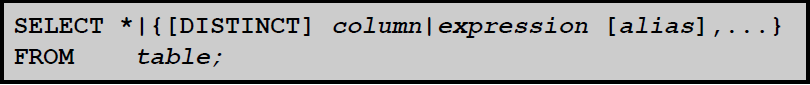 SELECT *|{[DISTINCT] column|expression [alias],...}
FROM table;